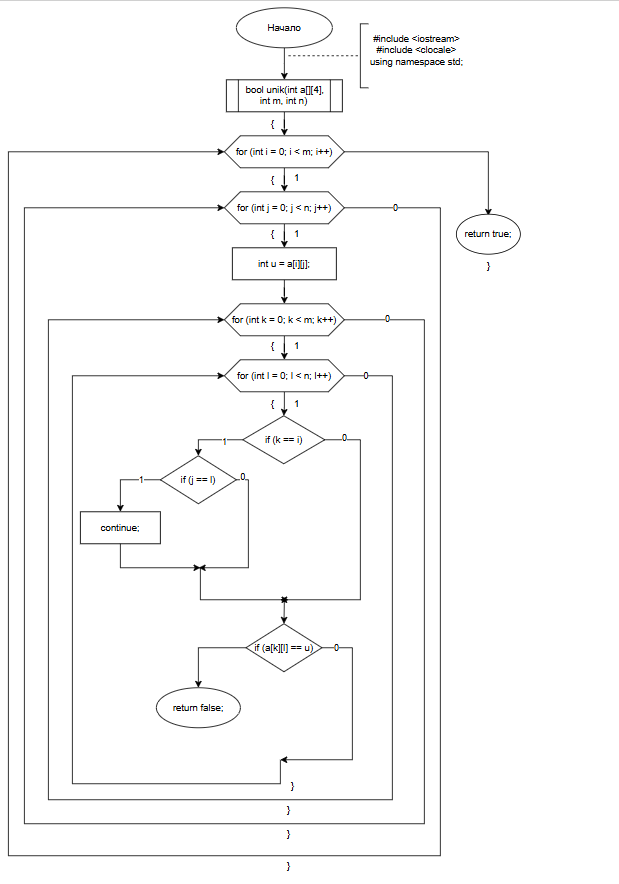 Начало
#include <iostream>
#include <clocale>
using namespace std;
bool unik(int a[][4],
int m, int n)
{
for (int i = 0; i < m; i++)
{ 1
for (int j = 0; j < n; j++)
0
return true;
}
{ 1
int u = a[i][j];
for (int k = 0; k < m; k++)
0
{ 1
for (int l = 0; l < n; l++)
0
{ 1
if (k == i)
1
0
if (j == l)
1
0
continue;
if (a[k][l] == u)
0
return false;
}
}
}
}